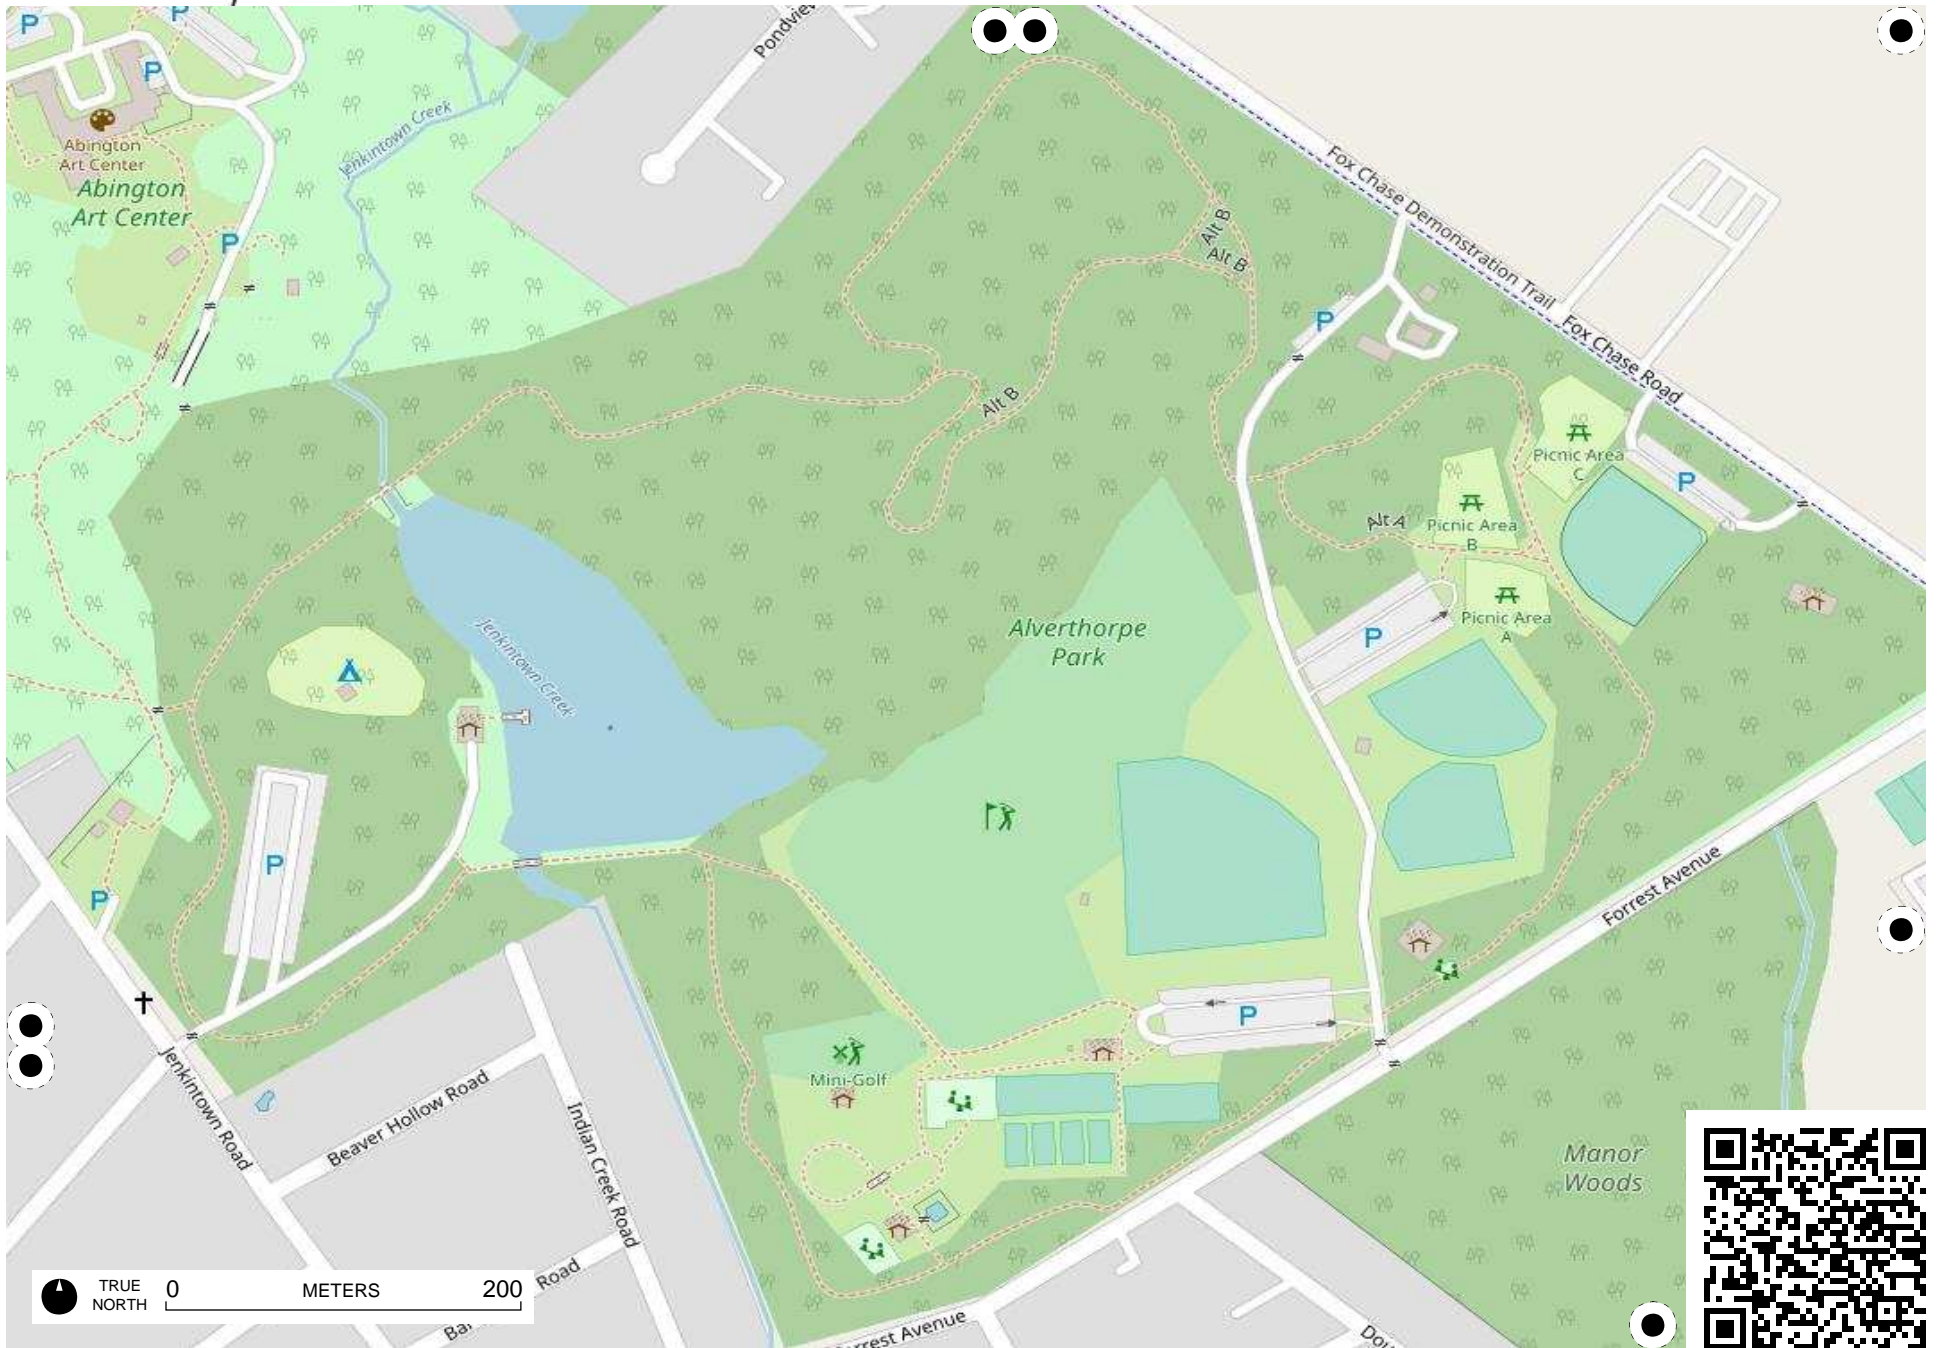 P
P
P
Pondview
Jenkintown Creek
Abington
Art Center
Abington
Art Center
P
Fox Chase Demonstration Trail
Alt B
Alt B
P
Fox Chase Road
Alt B
Picnic Area
C
P
Alt A
Picnic Area
B
Picnic Area
A
P
Alverthorpe
Park
Jenkintown Creek
P
P
Forrest Avenue
P
Mini-Golf
Jenkintown Road
Beaver Hollow Road
Indian Creek Road
Manor
Woods
TRUE
NORTH
0 METERS 200
Road
Forrest Avenue